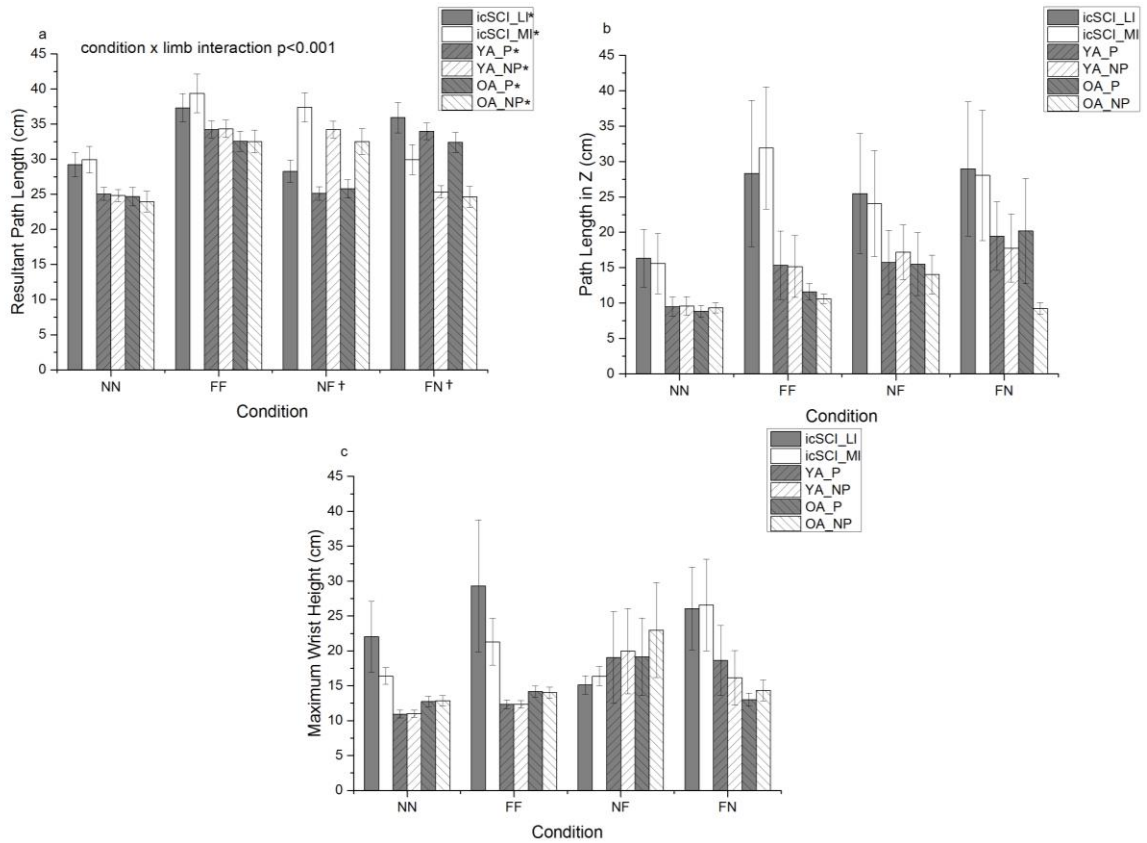 a
condition x limb interaction p<0.001
icSCI_LI*
icSCI_MI*
YA_P*
YA_NP*
OA_P*
OA_NP*
Resultant Path Length (cm)
45
40
35
30
25
20
15
10
5
0
NN FF NF† FN†
Condition
b
icSCI_LI
icSCI_MI
YA_P
YA_NP
OA_P
OA_NP
Path Length in Z (cm)
45
40
35
30
25
20
15
10
5
0
NN FF NF FN
Condition
c
icSCI_LI
icSCI_MI
YA_P
YA_NP
OA_P
OA_NP
Maximum Wrist Height (cm)
45
40
35
30
25
20
15
10
5
0
NN FF NF FN
Condition